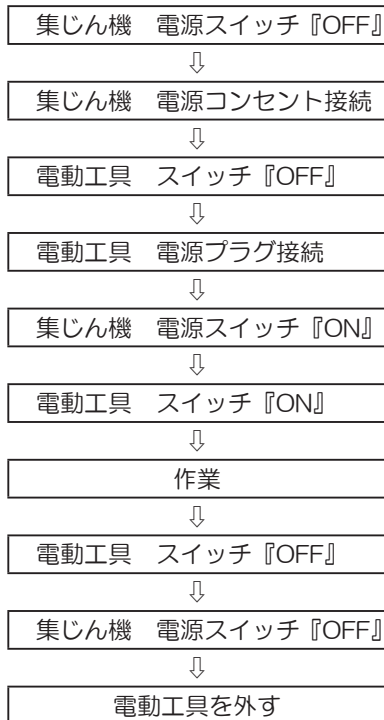 集じん機　電源スイッチ『OFF』
⇩
集じん機　電源コンセント接続
⇩
電動工具　スイッチ『OFF』
⇩
電動工具　電源プラグ接続
⇩
集じん機　電源スイッチ『ON』
⇩
電動工具　スイッチ『ON』
⇩
作業
⇩
電動工具　スイッチ『OFF』
⇩
集じん機　電源スイッチ『OFF』
⇩
電動工具を外す